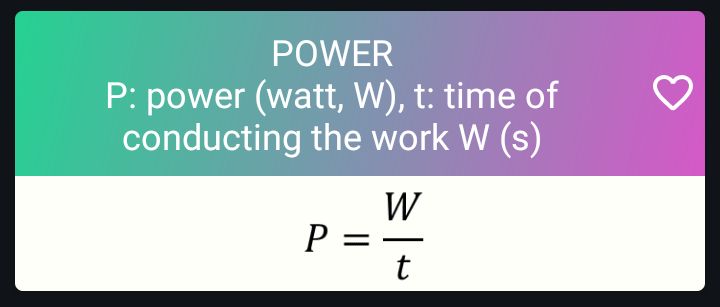 POWER
P: power (watt, W), t: time of
conducting the work W (s)
P = W/t